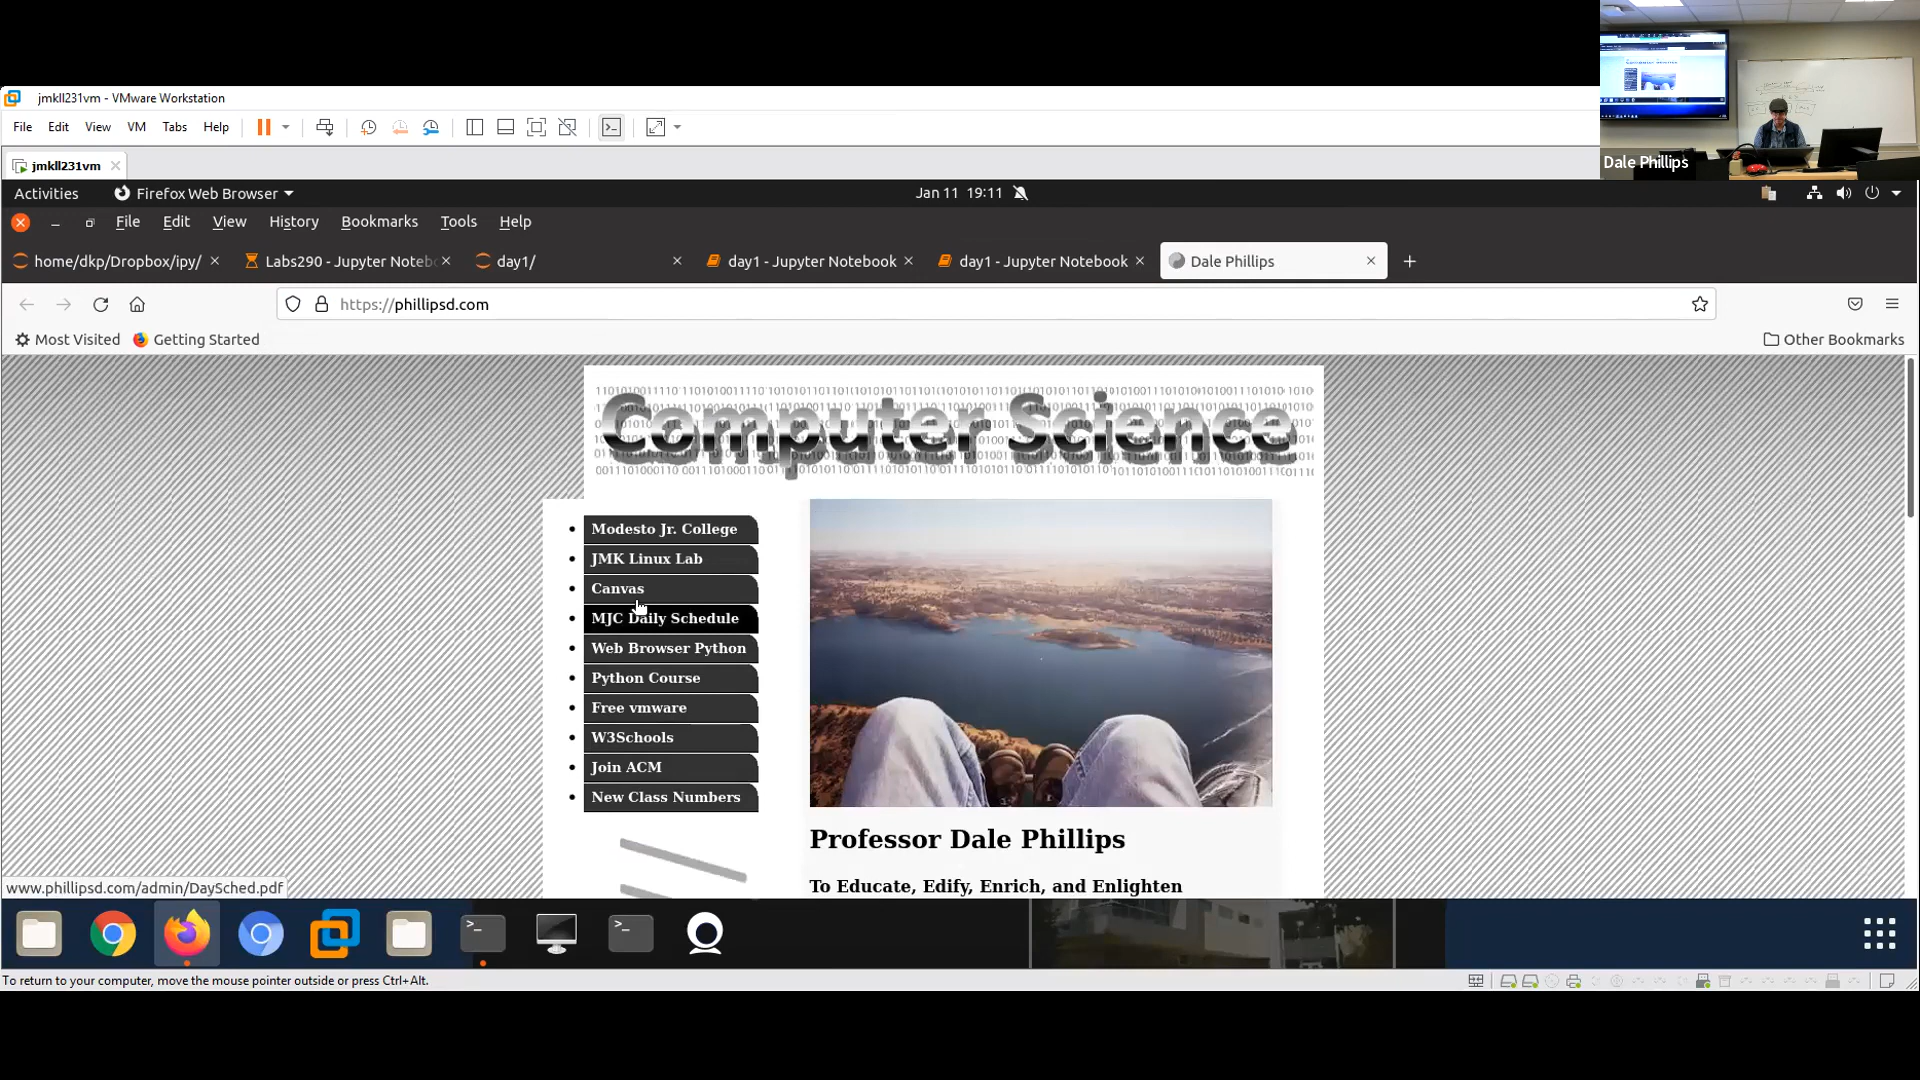 jmkll231vm - VMware Workstation
File Edit View VM Tabs Help
jmkll231vm
Dale Phillips
Activities Firefox Web Browser Jan 11 19:11
File Edit View History Bookmarks Tools Help
home/dkp/Dropbox/ipy/ Labs290 - Jupyter Noteb day1/ day1 - Jupyter Notebook day1 - Jupyter Notebook Dale Phillips
https://phillipsd.com
Most Visited Getting Started Other Bookmarks
Computer Science
Modesto Jr. College
JMK Linux Lab
Canvas
MJC Daily Schedule
Web Browser Python
Python Course
Free vmware
W3Schools
Join ACM
New Class Numbers
Professor Dale Phillips
To Educate, Edify, Enrich, and Enlighten
www.phillipsd.com/admin/DaySched.pdf
To return to your computer, move the mouse pointer outside or press Ctrl+Alt.